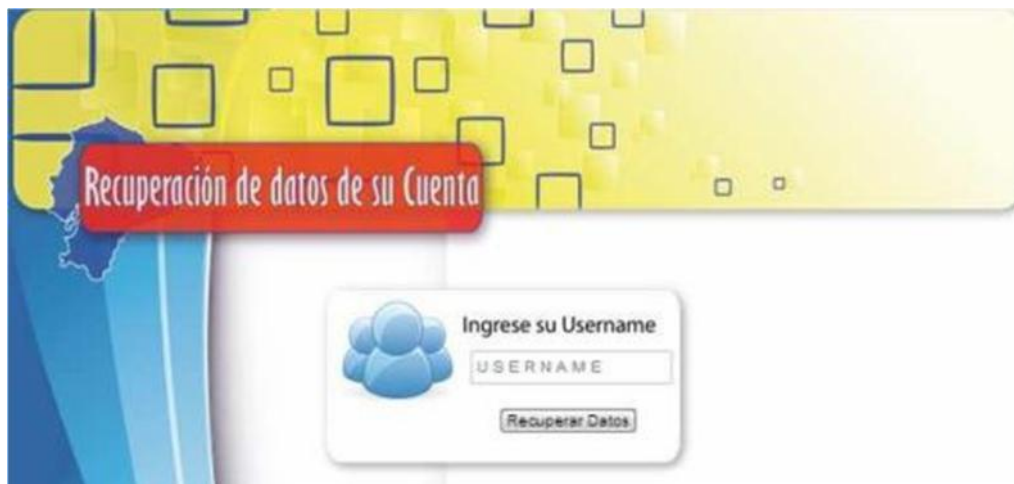 Recuperación de datos de su Cuenta
Ingrese su Username
USERNAME
Recuperar Datos